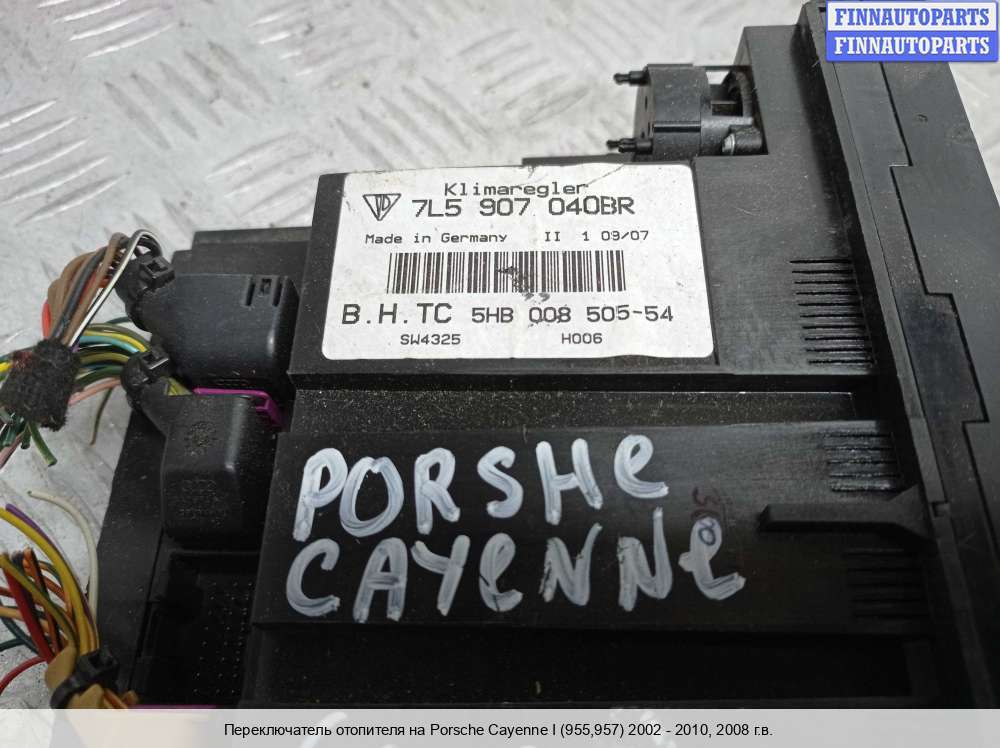 FINNAUTOPARTS
FINNAUTOPARTS
Klimaregler
7L5 907 040BR
Made in Germany II 1 09/07
B.H.TC 5HB 008 505-54
SW4325 H006
PORSHe
CAYeNNe
Переключатель отопителя на Porsche Cayenne I (955,957) 2002 - 2010, 2008 г.в.